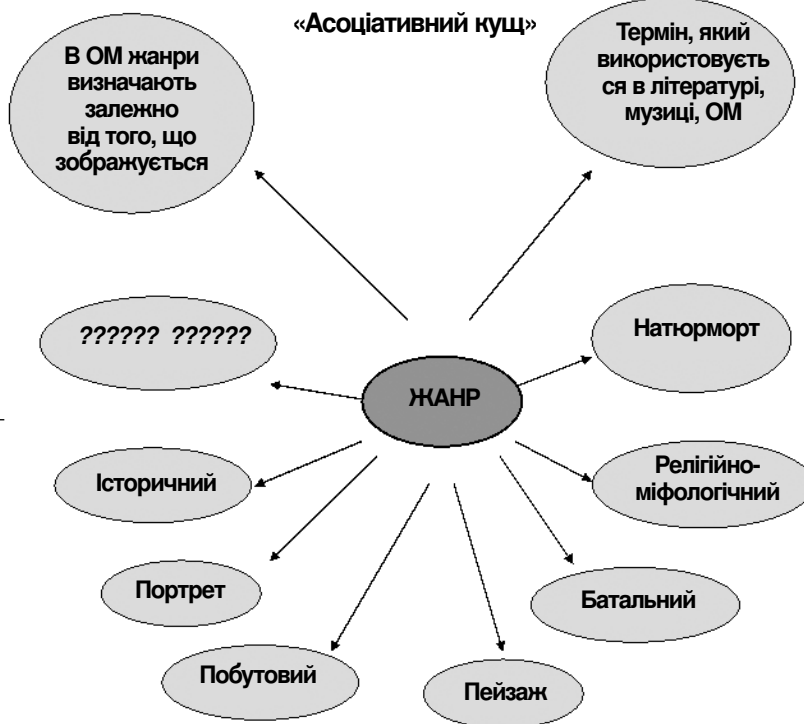 «Асоціативний кущ»
В ОМ жанри
визначають
залежно
від того, що
зображується
Термін, який
використовуєть
ся в літературі,
музиці, ОМ
?????? ??????
Натюрморт
ЖАНР
Історичний
Релігійно-
міфологічний
Портрет
Батальний
Побутовий
Пейзаж